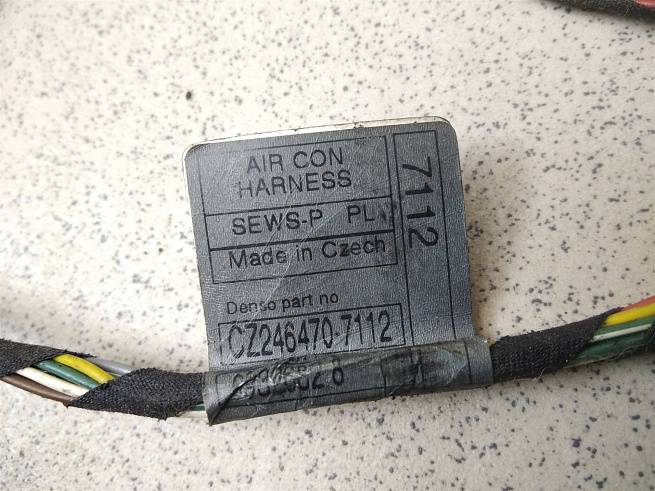 AIR CON
HARNESS
SEWS-P PL
Made in Czech
Denso part no
CZ246470-7112
7112